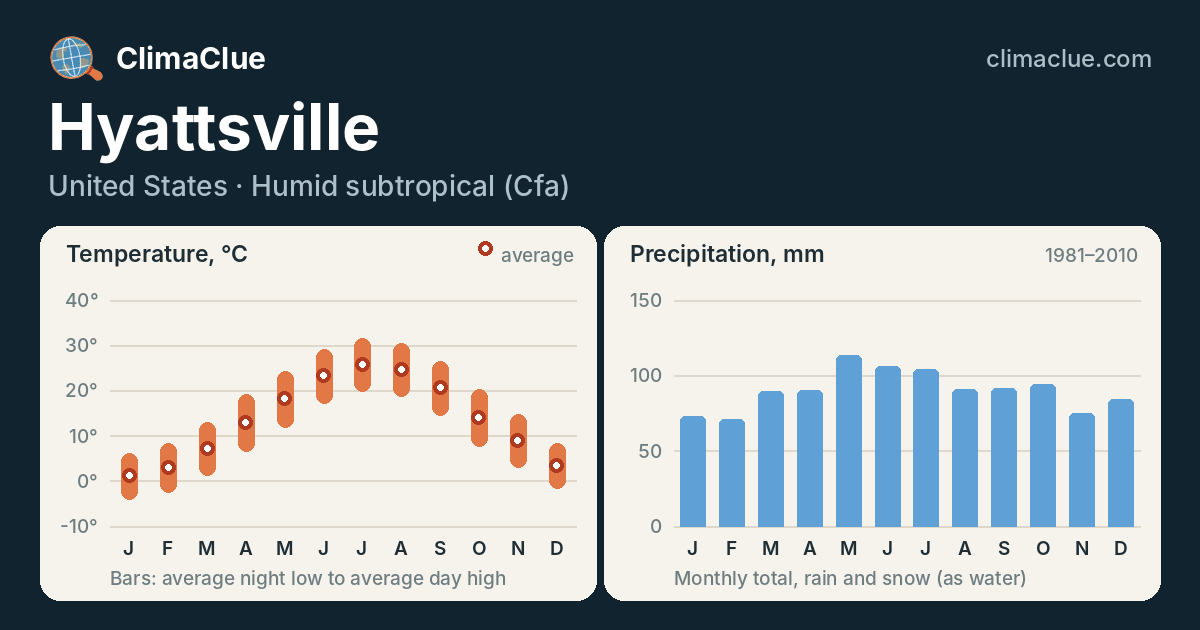 ClimaClue
climaclue.com
Hyattsville
United States · Humid subtropical (Cfa)
Temperature, °C
average
40°
30°
20°
10°
0°
-10°
J F M A M J J A S O N D
Bars: average night low to average day high
Precipitation, mm
1981–2010
150
100
50
0
J F M A M J J A S O N D
Monthly total, rain and snow (as water)